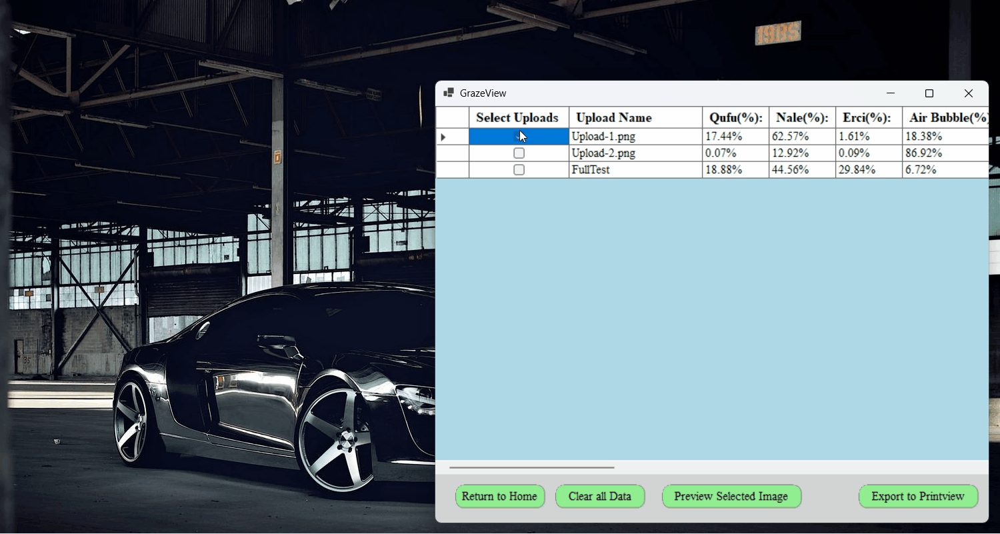 1985
GrazeView
Select Uploads Upload Name Qufu(%): Nale(%): Erci(%): Air Bubble(%)
Upload-1.png 17.44% 62.57% 1.61% 18.38%
Upload-2.png 0.07% 12.92% 0.09% 86.92%
FullTest 18.88% 44.56% 29.84% 6.72%
Return to Home Clear all Data Preview Selected Image Export to Printview